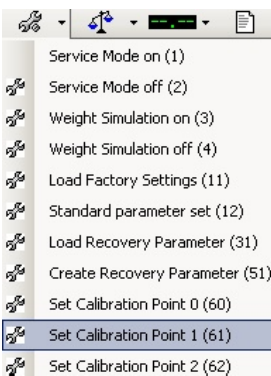 --.--
Service Mode on (1)
Service Mode off (2)
Weight Simulation on (3)
Weight Simulation off (4)
Load Factory Settings (11)
Standard parameter set (12)
Load Recovery Parameter (31)
Create Recovery Parameter (51)
Set Calibration Point 0 (60)
Set Calibration Point 1 (61)
Set Calibration Point 2 (62)